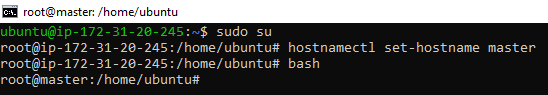 root@master: /home/ubuntu
ubuntu@ip-172-31-20-245:~$ sudo su
root@ip-172-31-20-245:/home/ubuntu# hostnamectl set-hostname master
root@ip-172-31-20-245:/home/ubuntu# bash
root@master:/home/ubuntu#